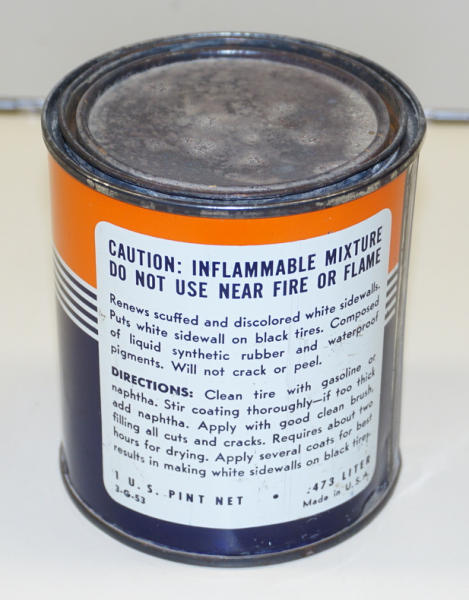 CAUTION: INFLAMMABLE MIXTURE
DO NOT USE NEAR FIRE OR FLAME
Renews scuffed and discolored white sidewalls.
Puts white sidewall on black tires. Composed
of liquid synthetic rubber and waterproof
pigments. Will not crack or peel.
DIRECTIONS: Clean tire with gasoline or
naphtha. Stir coating thoroughly—if too thick
add naphtha. Apply with good clean brush,
filling all cuts and cracks. Requires about two
hours for drying. Apply several coats for best
results in making white sidewalls on black tires.
1 U.S. PINT NET • .473 LITER
3-G-53 Made in U.S.A.